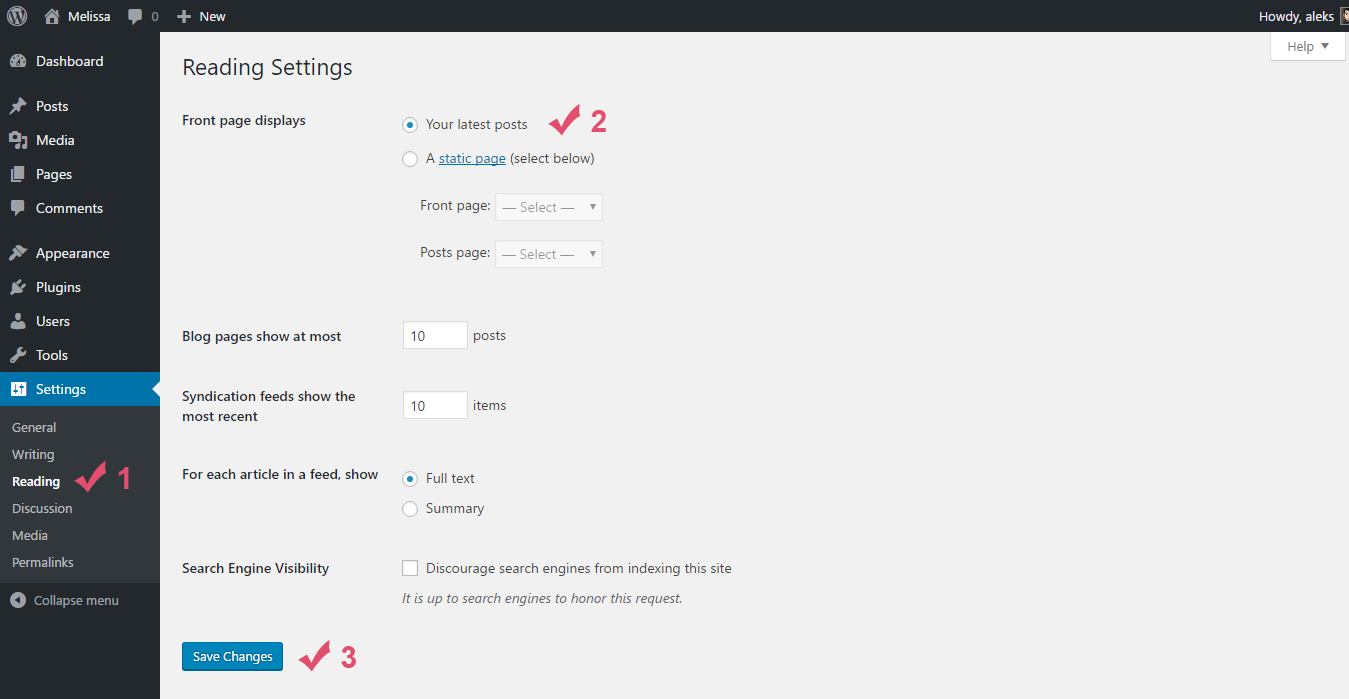 Melissa 0 New Howdy, aleks
Help
Dashboard
Posts
Media
Pages
Comments
Appearance
Plugins
Users
Tools
Settings
General
Writing
Reading 1
Discussion
Media
Permalinks
Collapse menu
Reading Settings
Front page displays
Your latest posts 2
A static page (select below)
Front page: — Select —
Posts page: — Select —
Blog pages show at most 10 posts
Syndication feeds show the
most recent
10 items
For each article in a feed, show
Full text
Summary
Search Engine Visibility
Discourage search engines from indexing this site
It is up to search engines to honor this request.
Save Changes 3